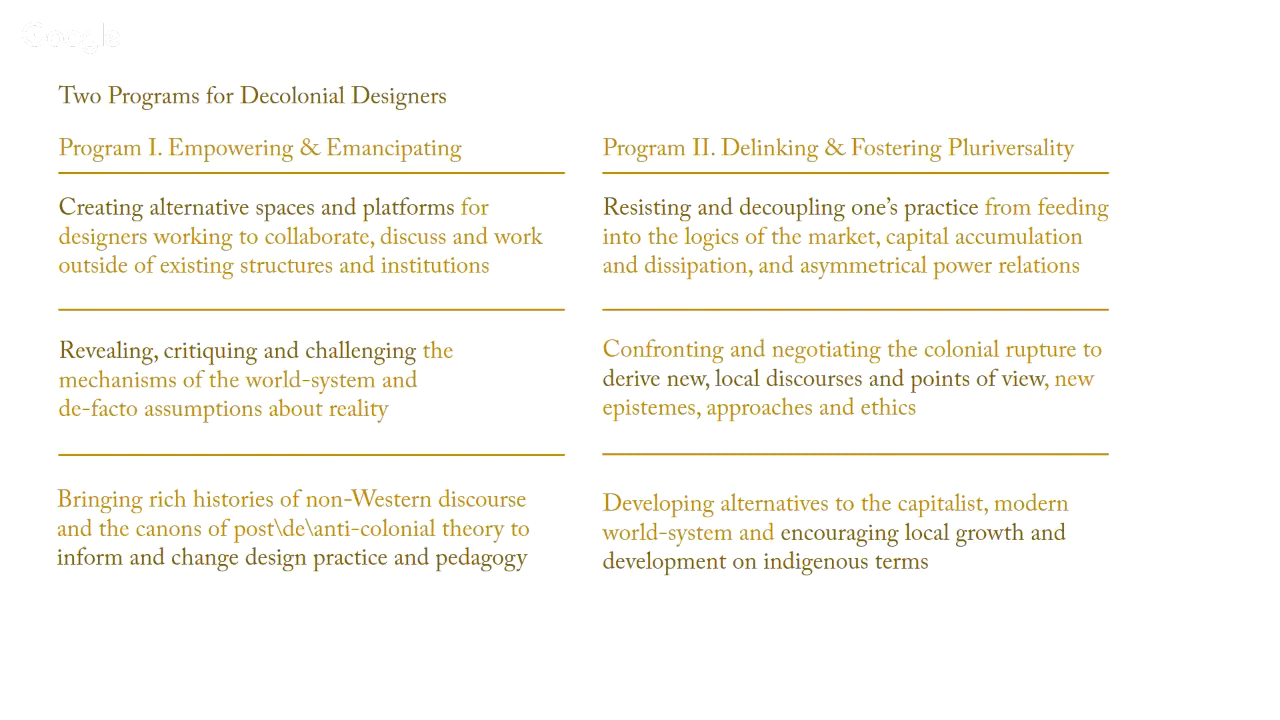 Google
Two Programs for Decolonial Designers
Program I. Empowering & Emancipating
Creating alternative spaces and platforms for
designers working to collaborate, discuss and work
outside of existing structures and institutions
Revealing, critiquing and challenging the
mechanisms of the world-system and
de-facto assumptions about reality
Bringing rich histories of non-Western discourse
and the canons of post\de\anti-colonial theory to
inform and change design practice and pedagogy
Program II. Delinking & Fostering Pluriversality
Resisting and decoupling one’s practice from feeding
into the logics of the market, capital accumulation
and dissipation, and asymmetrical power relations
Confronting and negotiating the colonial rupture to
derive new, local discourses and points of view, new
epistemes, approaches and ethics
Developing alternatives to the capitalist, modern
world-system and encouraging local growth and
development on indigenous terms